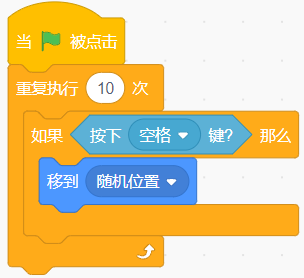 当 被点击
重复执行 10 次
如果 按下 空格 键? 那么
移到 随机位置